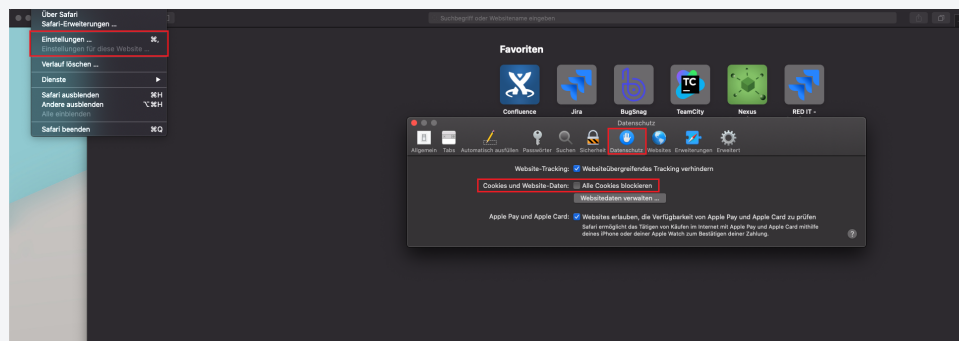 Über Safari
Safari-Erweiterungen ...
Einstellungen ... ⌘,
Einstellungen für diese Website ...
Verlauf löschen ...
Dienste
Safari ausblenden ⌘H
Andere ausblenden ⌥⌘H
Alle einblenden
Safari beenden ⌘Q
Suchbegriff oder Websitename eingeben
Favoriten
TC
Confluence Jira BugSnag TeamCity Nexus RED IT -
Datenschutz
Allgemein Tabs Automatisch ausfüllen Passwörter Suchen Sicherheit Datenschutz Websites Erweiterungen Erweitert
Website-Tracking: Websiteübergreifendes Tracking verhindern
Cookies und Website-Daten: Alle Cookies blockieren
Websitedaten verwalten ...
Apple Pay und Apple Card: Websites erlauben, die Verfügbarkeit von Apple Pay und Apple Card zu prüfen
Safari ermöglicht das Tätigen von Käufen im Internet mit Apple Pay und Apple Card mithilfe
deines iPhone oder deiner Apple Watch zum Bestätigen deiner Zahlung.
?